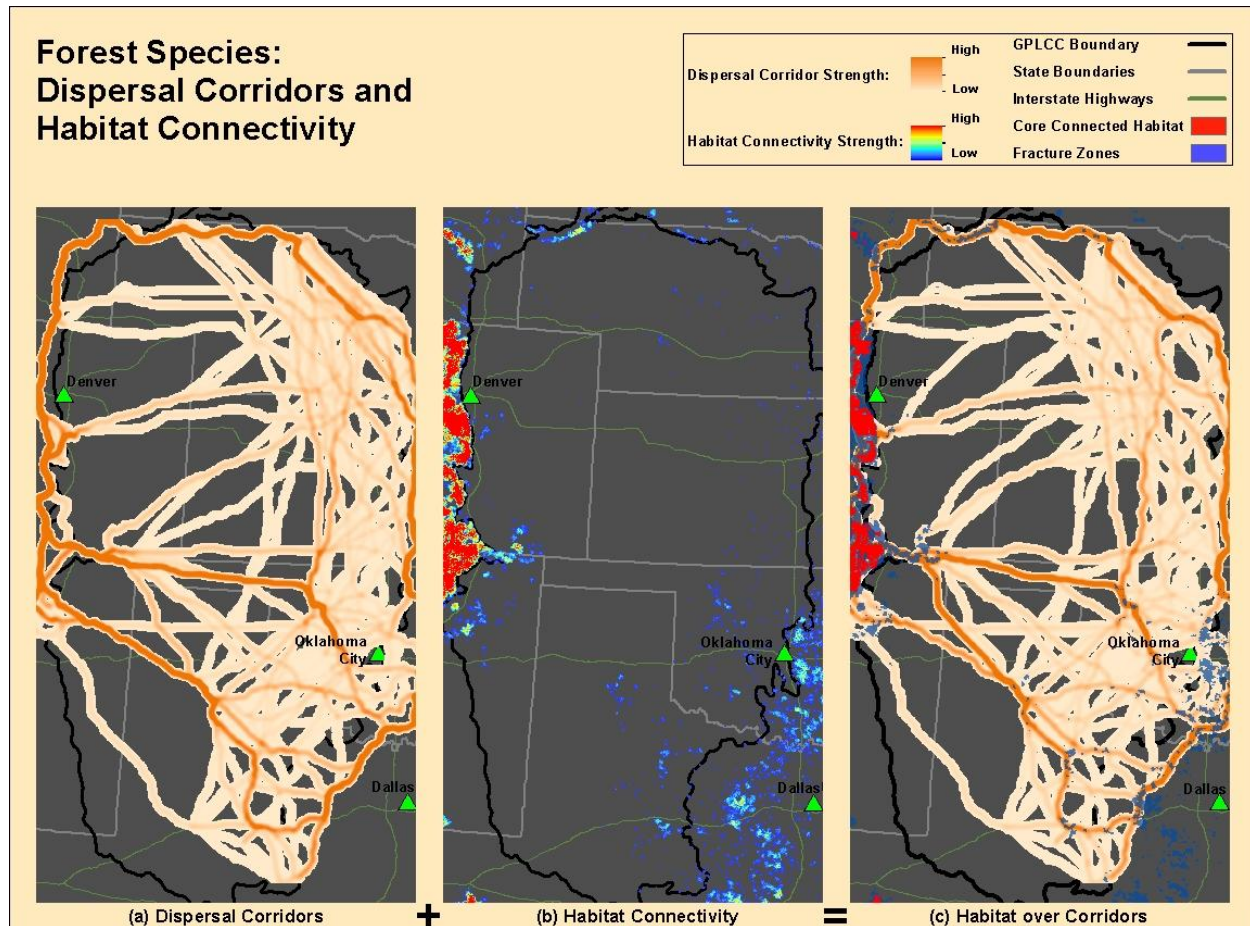 Forest Species:
Dispersal Corridors and
Habitat Connectivity
Dispersal Corridor Strength:
High
Low
Habitat Connectivity Strength:
High
Low
GPLCC Boundary
State Boundaries
Interstate Highways
Core Connected Habitat
Fracture Zones
Denver
Oklahoma
City
Dallas
Denver
Oklahoma
City
Dallas
Denver
Oklahoma
City
Dallas
(a) Dispersal Corridors
+
(b) Habitat Connectivity
=
(c) Habitat over Corridors